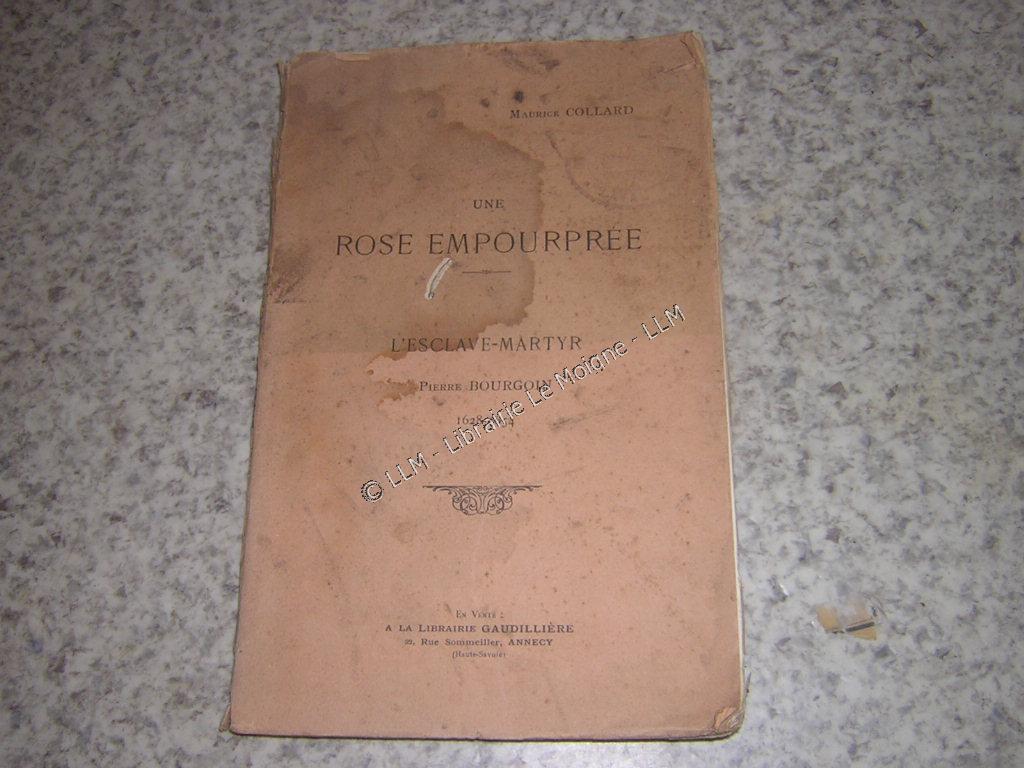 Maurice COLLARD
UNE
ROSE EMPOURPRÉE
L'ESCLAVE-MARTYR
Pierre BOURGOIN
© LLM - Librairie Le Moigne - LLM
En Vente :
A LA LIBRAIRIE GAUDILLIÈRE
22, Rue Sommeiller, ANNECY
(Haute-Savoie)